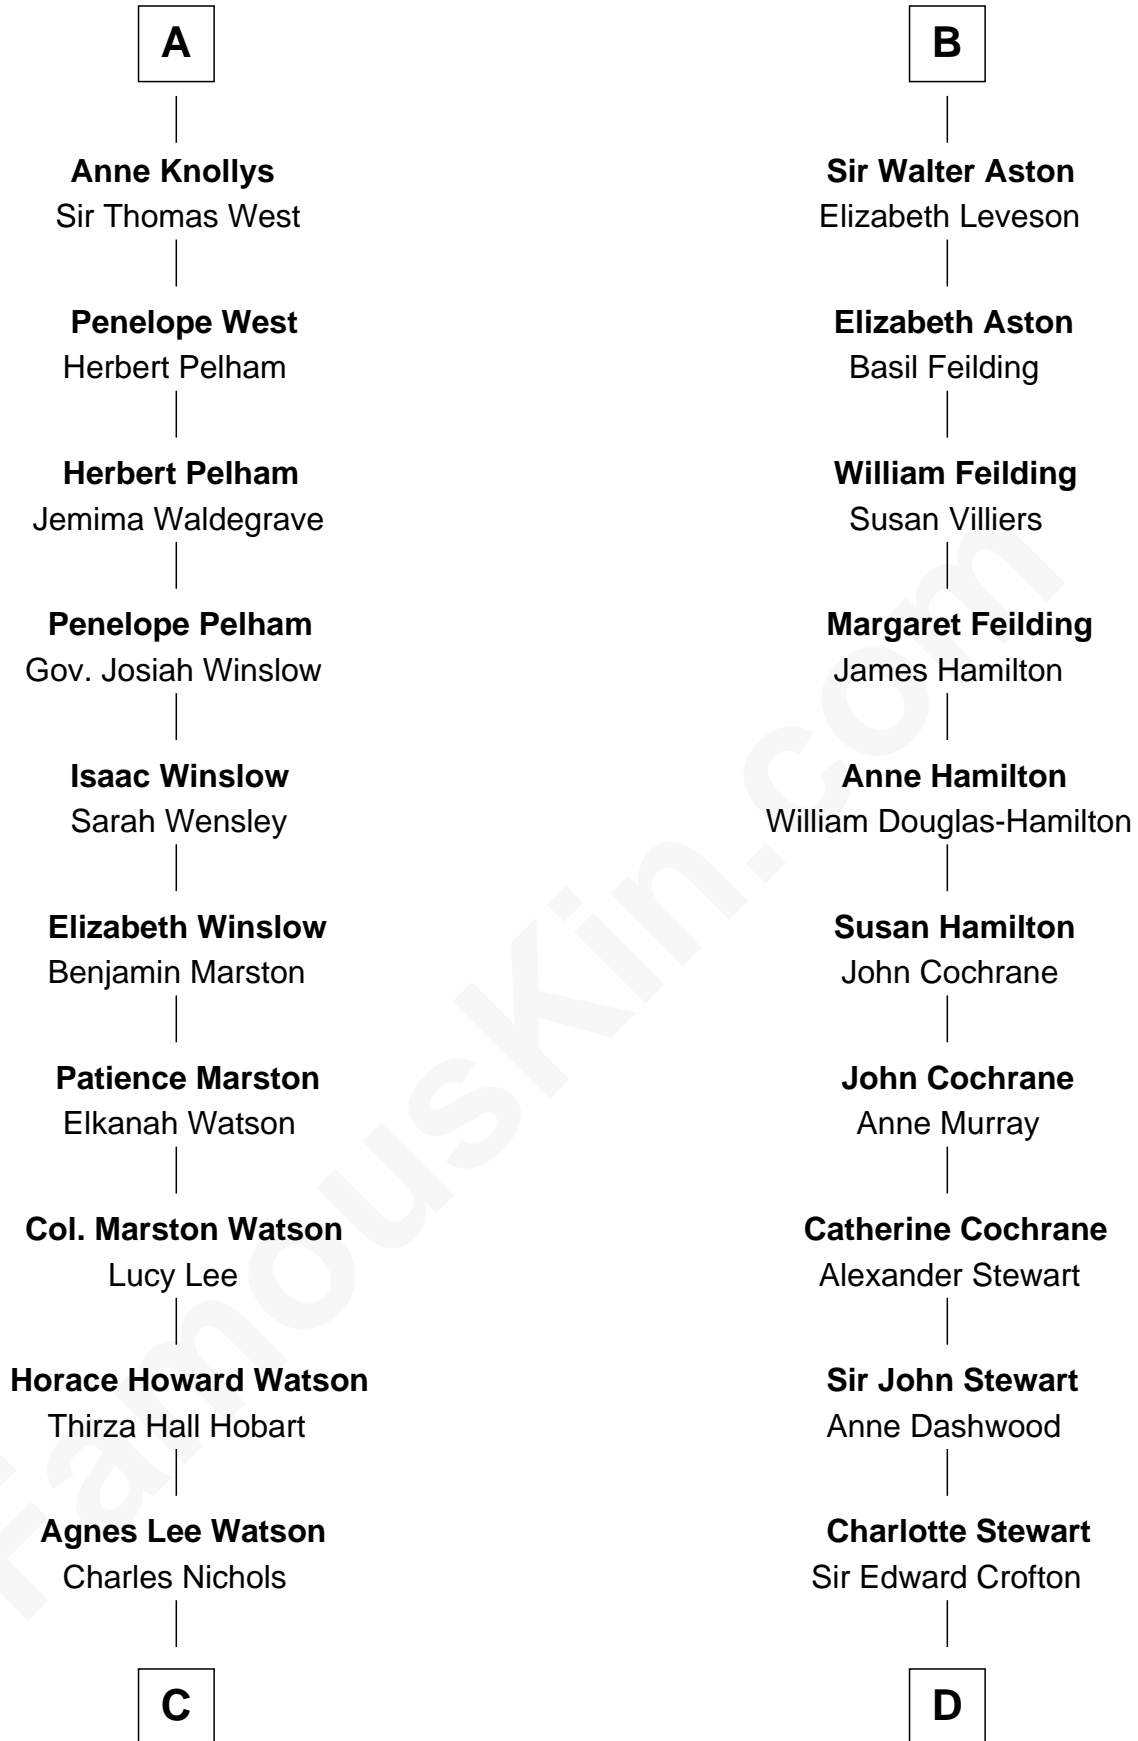 A
Anne Knollys
Sir Thomas West
Penelope West
Herbert Pelham
Herbert Pelham
Jemima Waldegrave
Penelope Pelham
Gov. Josiah Winslow
Isaac Winslow
Sarah Wensley
Elizabeth Winslow
Benjamin Marston
Patience Marston
Elkanah Watson
Col. Marston Watson
Lucy Lee
Horace Howard Watson
Thirza Hall Hobart
Agnes Lee Watson
Charles Nichols
C
B
Sir Walter Aston
Elizabeth Leveson
Elizabeth Aston
Basil Feilding
William Feilding
Susan Villiers
Margaret Feilding
James Hamilton
Anne Hamilton
William Douglas-Hamilton
Susan Hamilton
John Cochrane
John Cochrane
Anne Murray
Catherine Cochrane
Alexander Stewart
Sir John Stewart
Anne Dashwood
Charlotte Stewart
Sir Edward Crofton
D
FamousKin.com